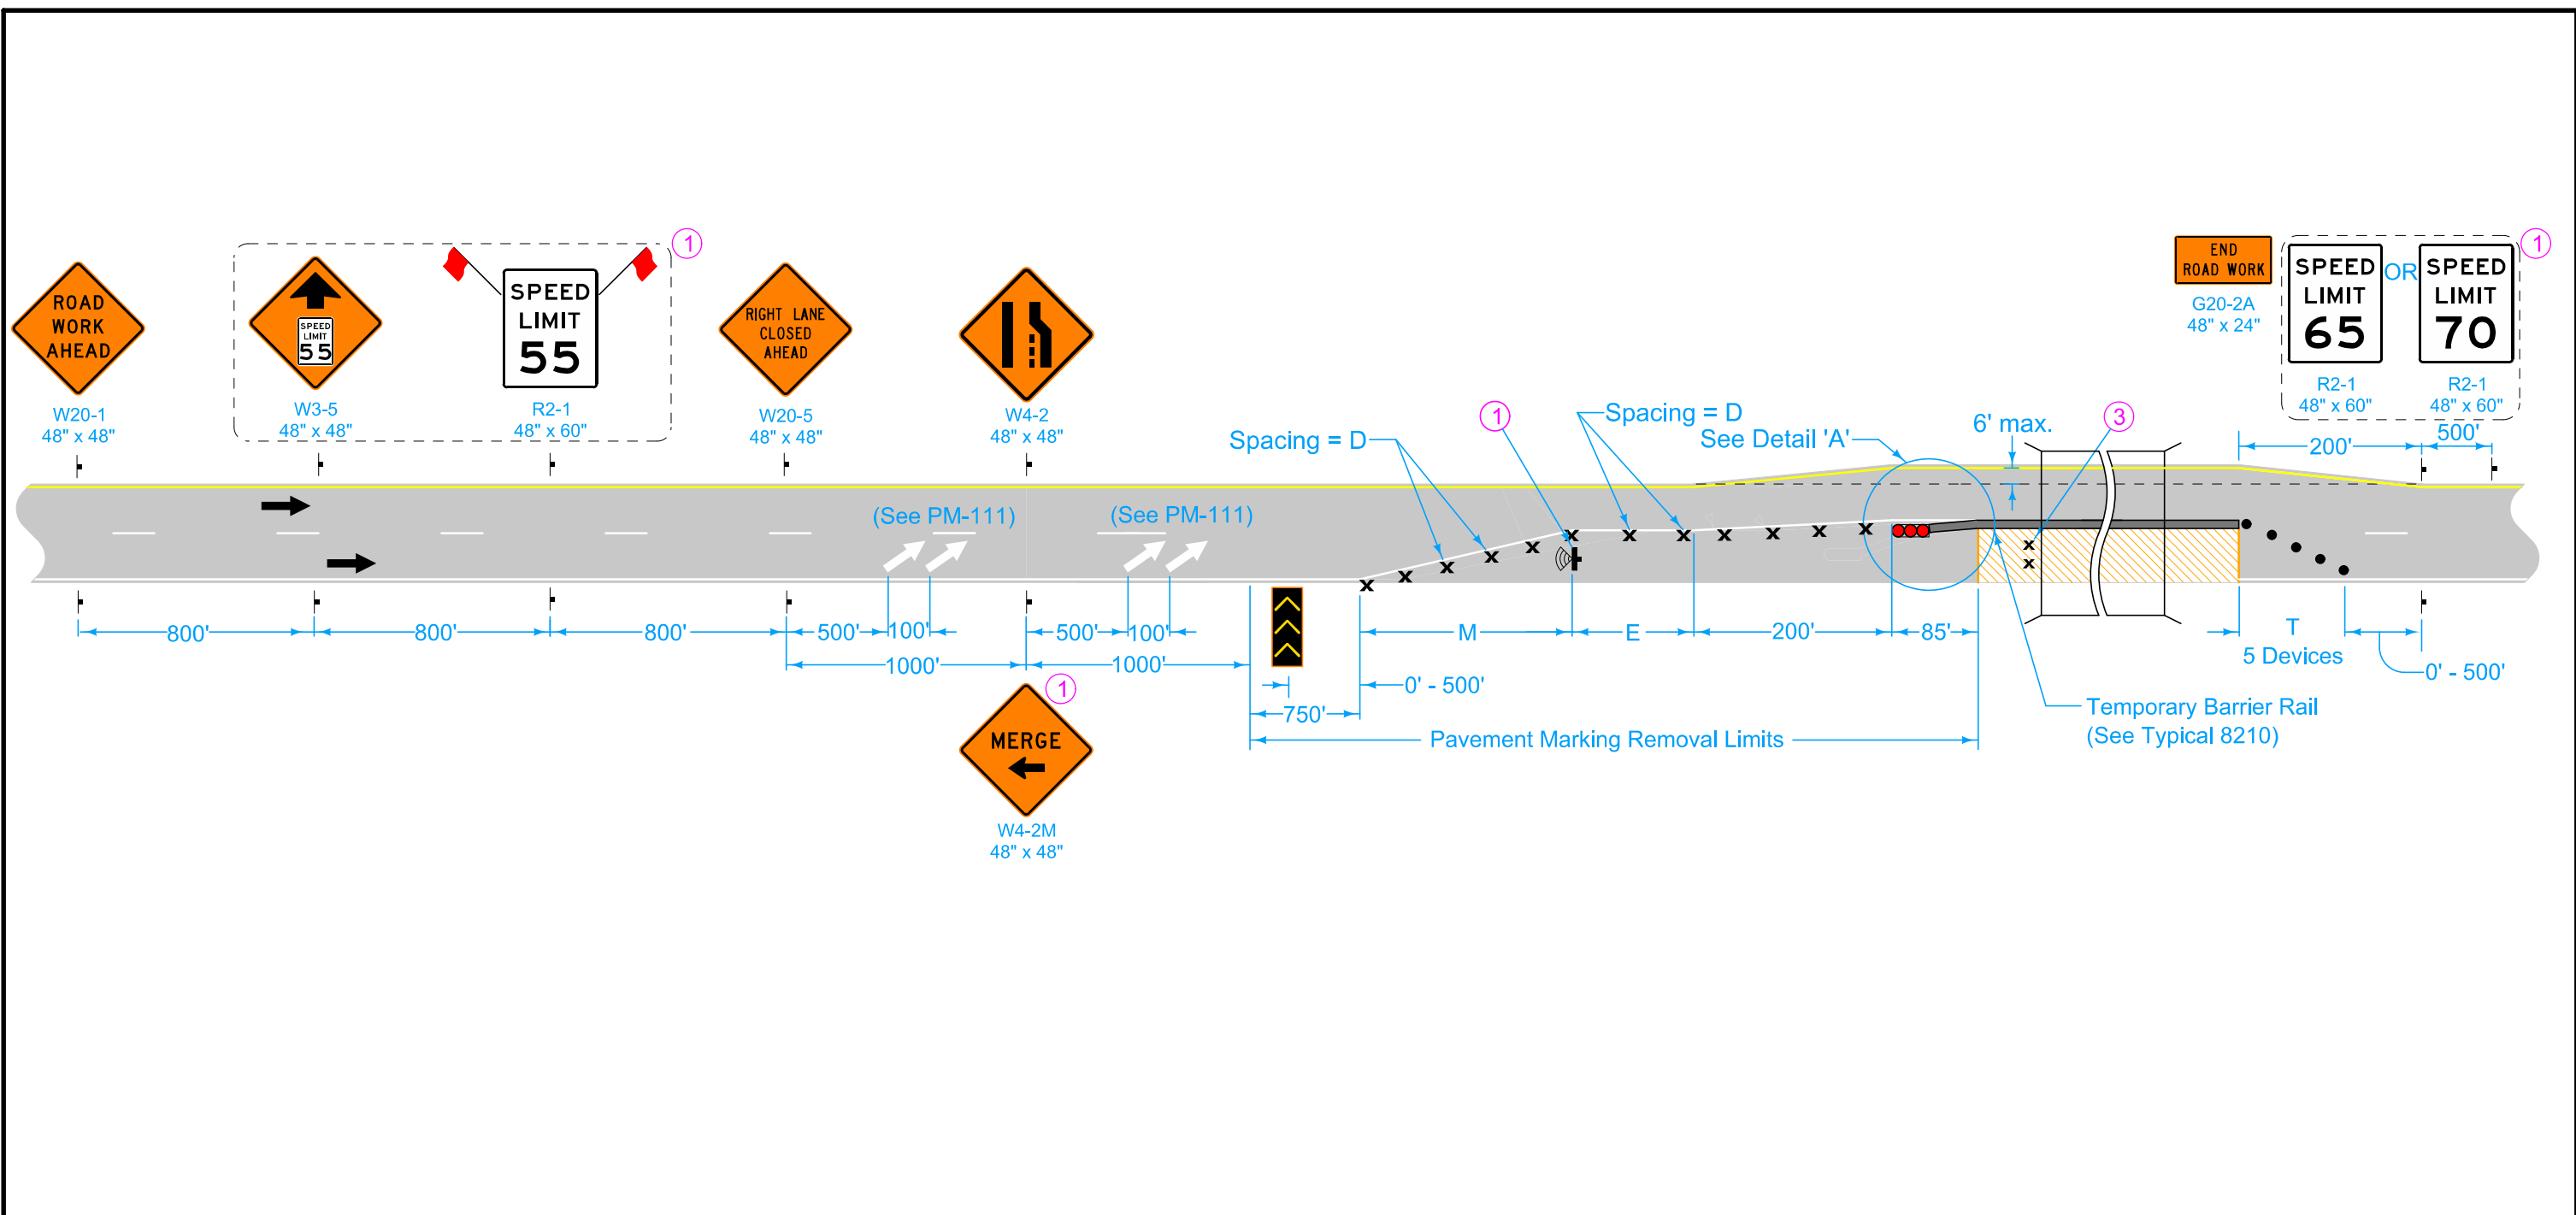 ROAD
WORK
AHEAD
W20-1
48" x 48"
SPEED
LIMIT
55
W3-5
48" x 48"
SPEED
LIMIT
55
R2-1
48" x 60"
1
RIGHT LANE
CLOSED
AHEAD
W20-5
48" x 48"
W4-2
48" x 48"
END
ROAD WORK
G20-2A
48" x 24"
SPEED
LIMIT
65
R2-1
48" x 60"
OR
SPEED
LIMIT
70
R2-1
48" x 60"
1
Spacing = D
1
Spacing = D
See Detail 'A'
6' max.
3
200'
500'
(See PM-111)
(See PM-111)
800'
800'
800'
500'
100'
500'
100'
M
E
200'
85'
T
5 Devices
1000'
1000'
0' - 500'
0' - 500'
750'
Pavement Marking Removal Limits
Temporary Barrier Rail
(See Typical 8210)
MERGE
1
W4-2M
48" x 48"